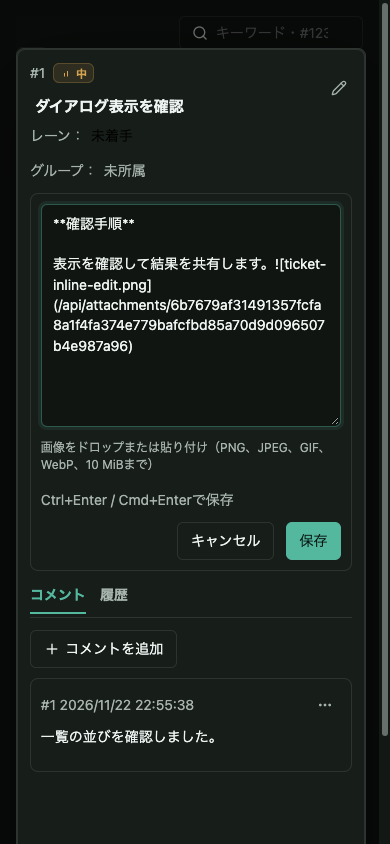 キーワード・#123
#1 中
ダイアログ表示を確認
レーン： 未着手
グループ： 未所属
**確認手順**
表示を確認して結果を共有します。![ticket-
inline-edit.png]
(/api/attachments/6b7679af31491357fcfa
8a1f4fa374e779bafcfbd85a70d9d096507
b4e987a96)
画像をドロップまたは貼り付け（PNG、JPEG、GIF、
WebP、10 MiBまで）
Ctrl+Enter / Cmd+Enterで保存
キャンセル 保存
コメント 履歴
＋ コメントを追加
#1 2026/11/22 22:55:38 ···
一覧の並びを確認しました。